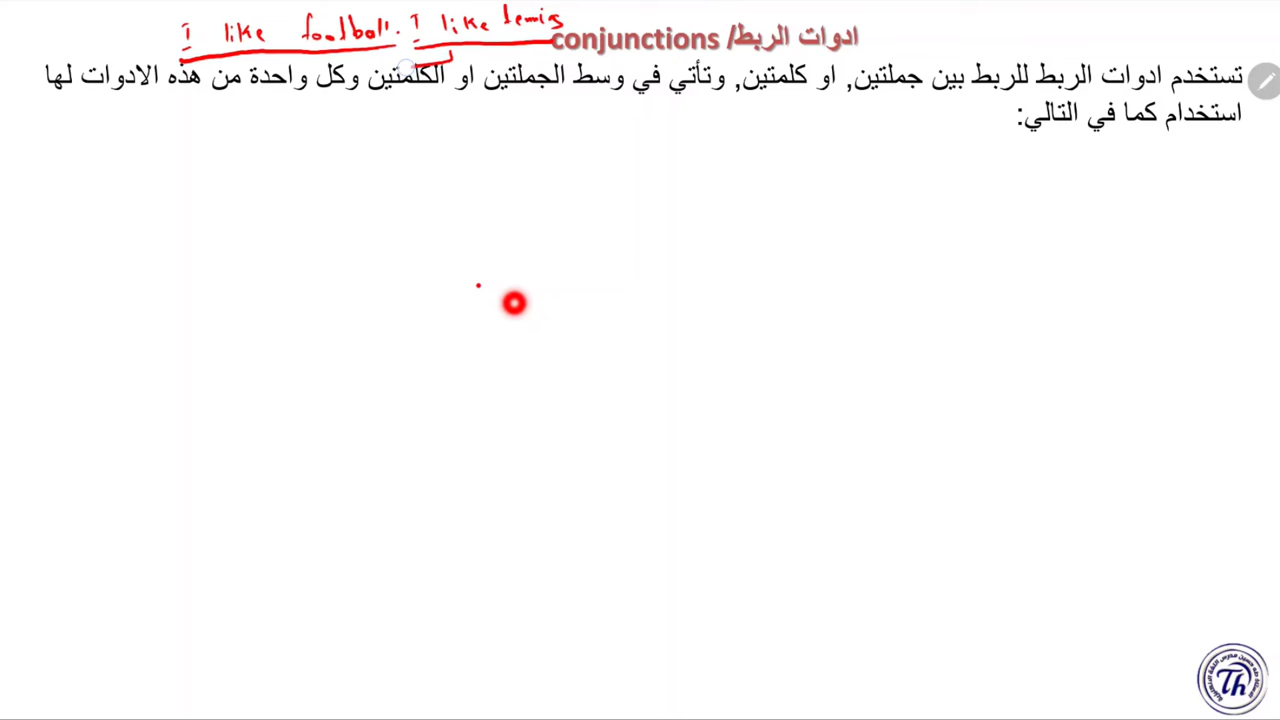 I like football. I like tennis
ادوات الربط/ conjunctions
تستخدم ادوات الربط للربط بين جملتين, او كلمتين, وتأتي في وسط الجملتين او الكلمتين وكل واحدة من هذه الادوات لها
استخدام كما في التالي:
Th